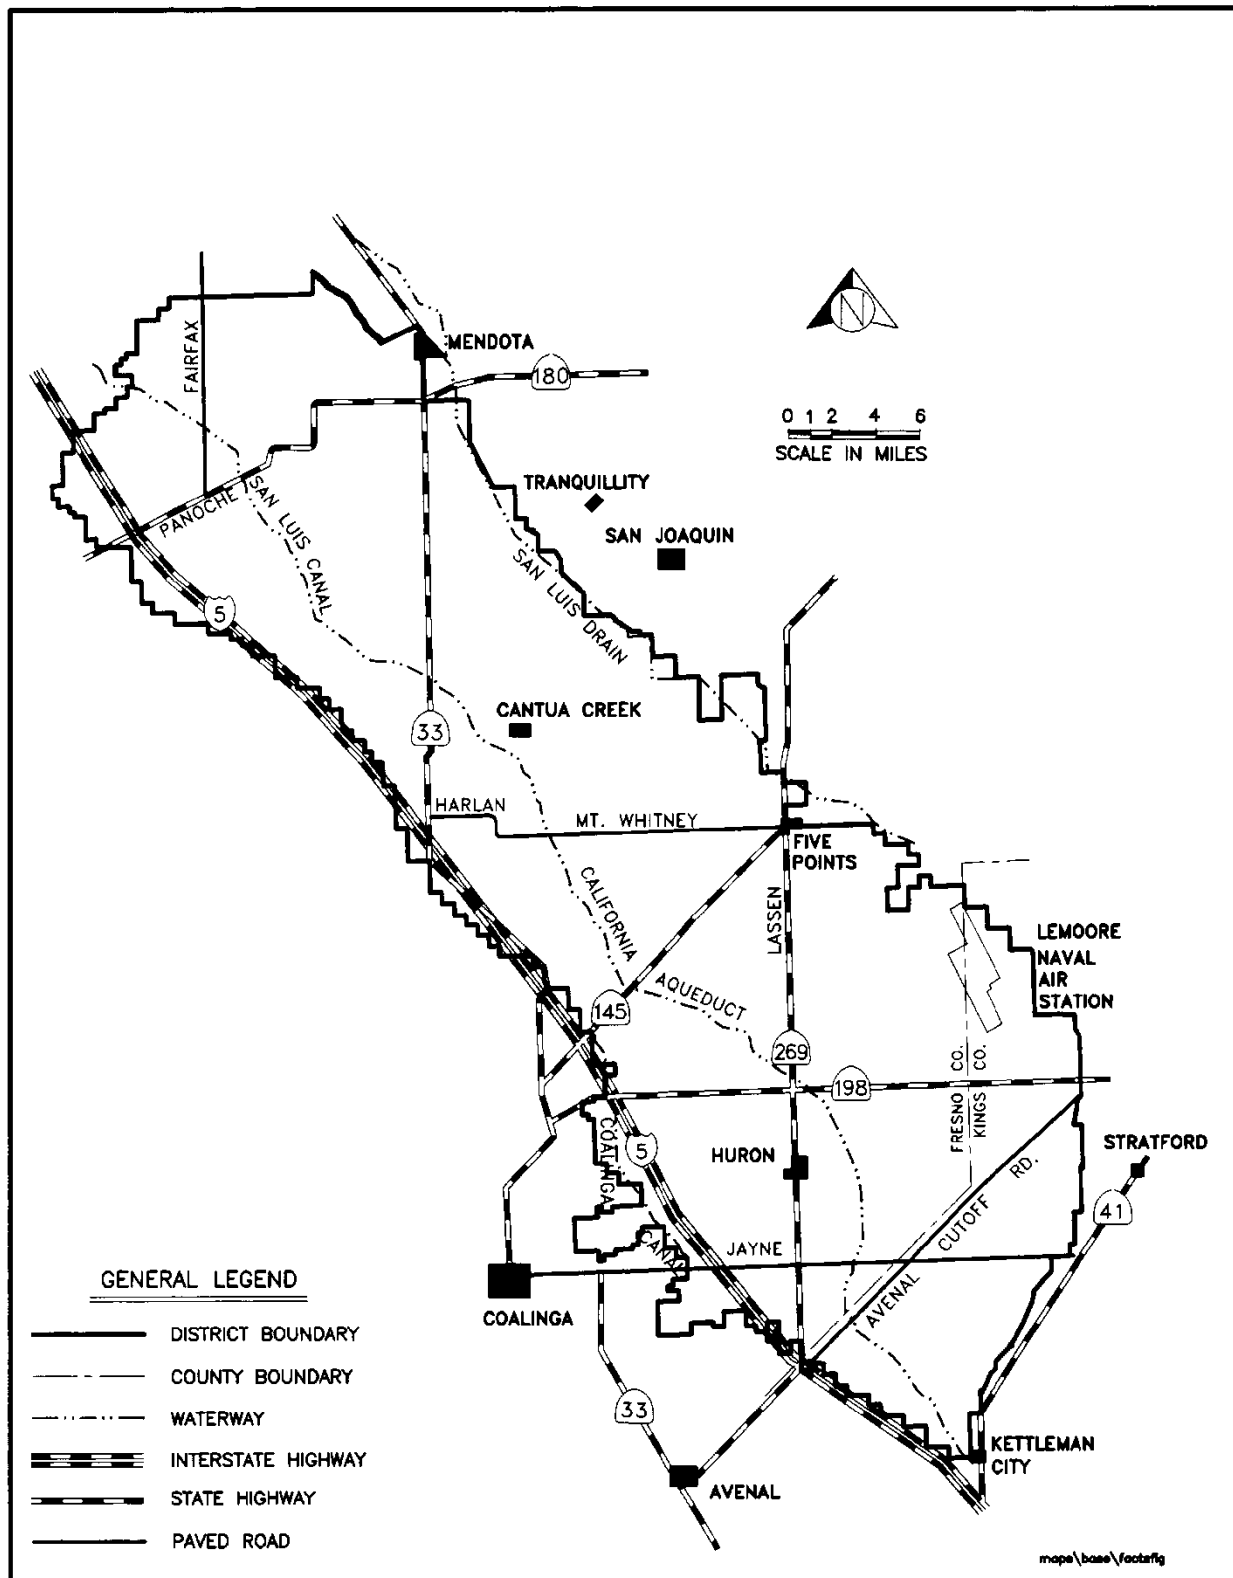 MENDOTA
FAIRFAX
180
N
0 1 2 4 6
SCALE IN MILES
TRANQUILLITY
PANOCHE
SAN LUIS CANAL
SAN JOAQUIN
SAN LUIS DRAIN
5
CANTUA CREEK
33
HARLAN
MT. WHITNEY
FIVE
POINTS
CALIFORNIA
LASSEN
LEMOORE
NAVAL
AIR
STATION
AQUEDUCT
145
269
198
FRESNO CO.
KINGS CO.
COALINGA
5
HURON
STRATFORD
AVENAL CUTOFF RD.
41
CANAL
JAYNE
COALINGA
33
KETTLEMAN
CITY
AVENAL
GENERAL LEGEND
DISTRICT BOUNDARY
COUNTY BOUNDARY
WATERWAY
INTERSTATE HIGHWAY
STATE HIGHWAY
PAVED ROAD
maps\base\factsfig